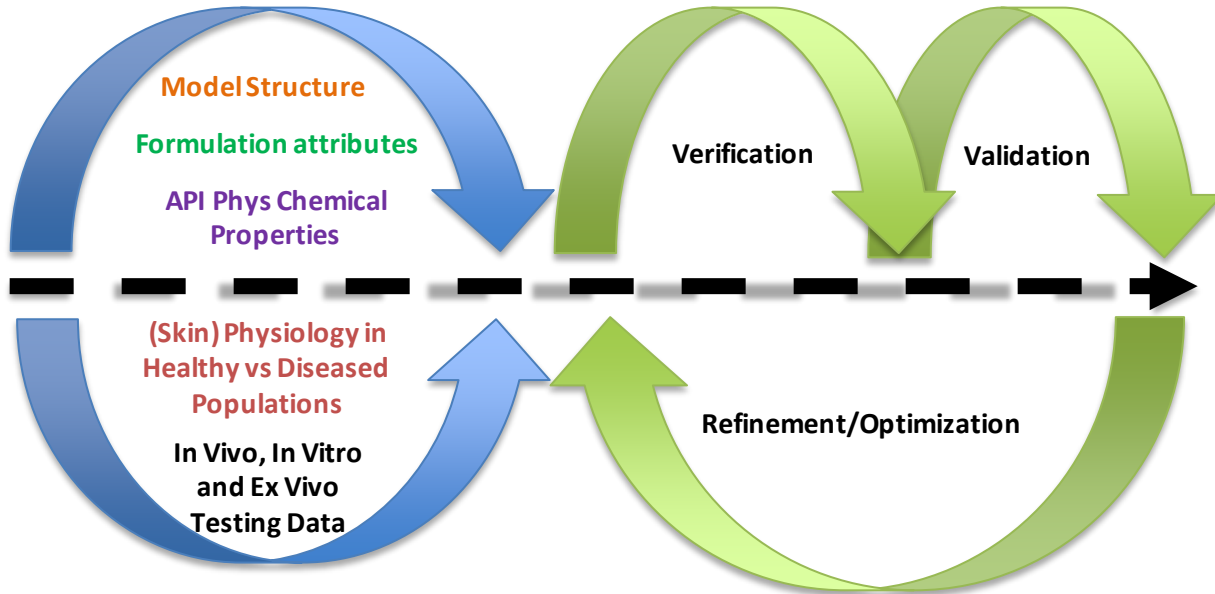 Model Structure
Formulation attributes
API Phys Chemical
Properties
Verification
Validation
(Skin) Physiology in
Healthy vs Diseased
Populations
In Vivo, In Vitro
and Ex Vivo
Testing Data
Refinement/Optimization